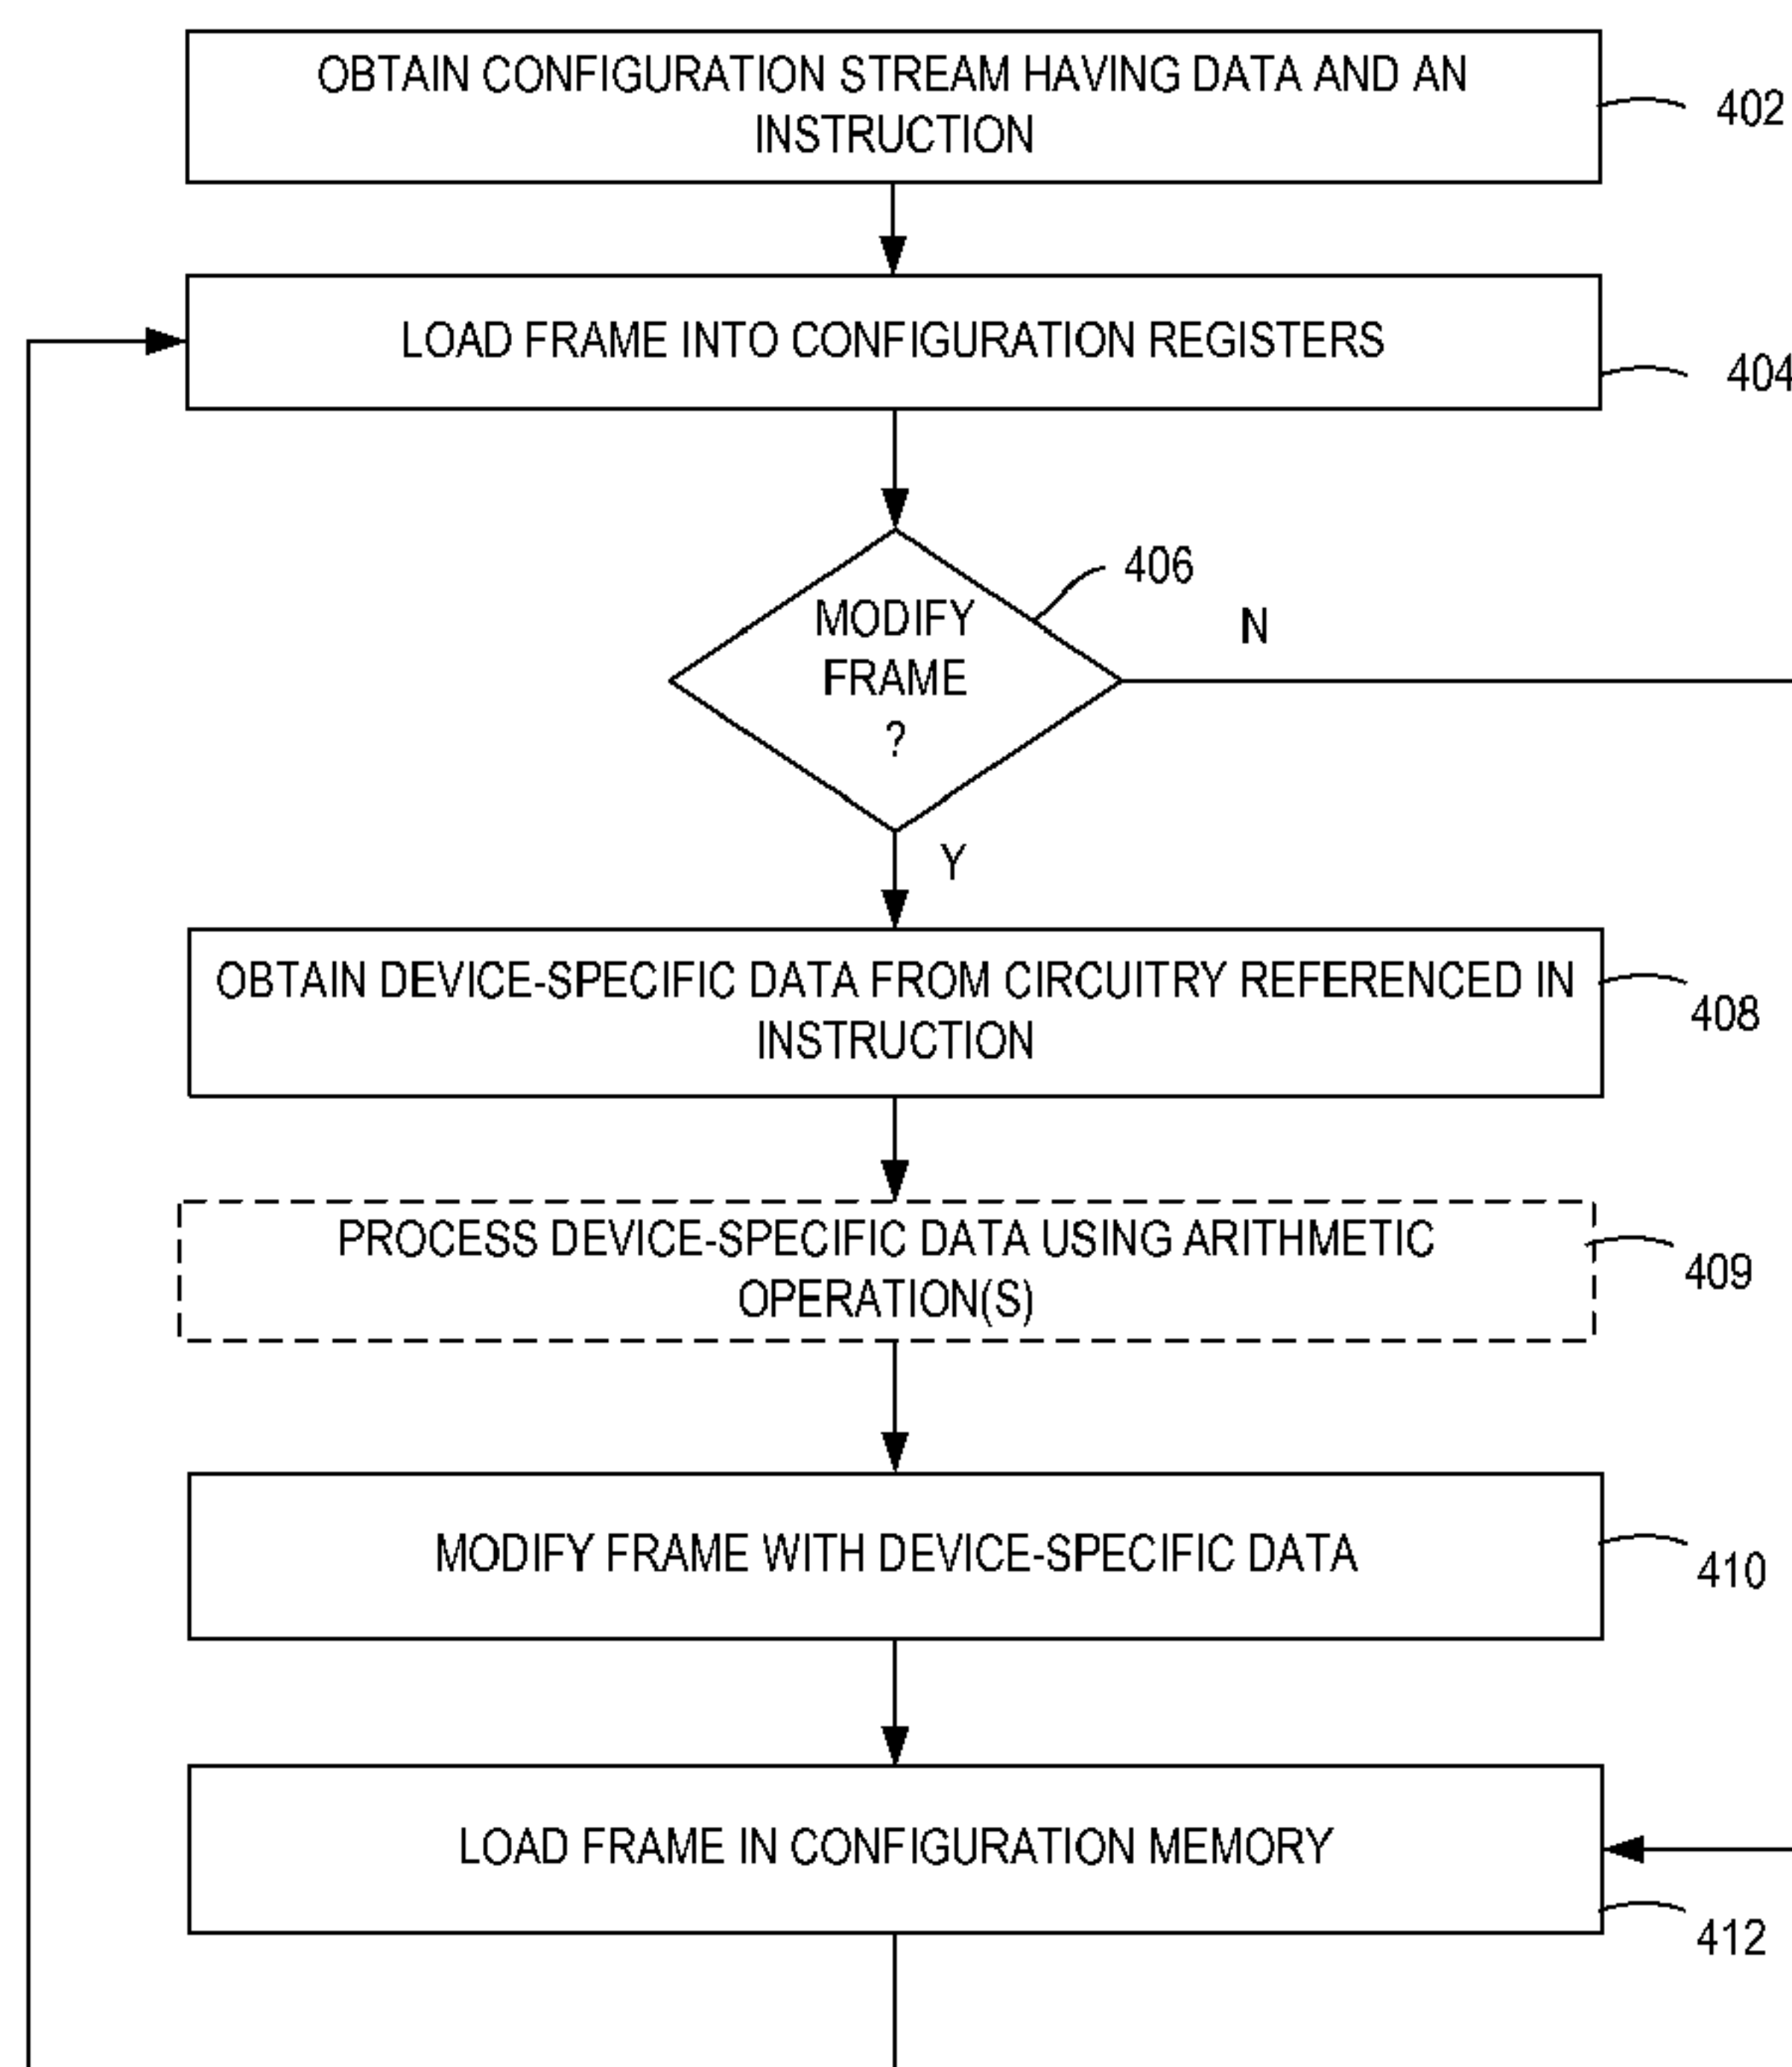 OBTAIN CONFIGURATION STREAM HAVING DATA AND AN
INSTRUCTION
402
LOAD FRAME INTO CONFIGURATION REGISTERS
404
406
MODIFY
FRAME
?
N
Y
OBTAIN DEVICE-SPECIFIC DATA FROM CIRCUITRY REFERENCED IN
INSTRUCTION
408
PROCESS DEVICE-SPECIFIC DATA USING ARITHMETIC
OPERATION(S)
409
MODIFY FRAME WITH DEVICE-SPECIFIC DATA
410
LOAD FRAME IN CONFIGURATION MEMORY
412